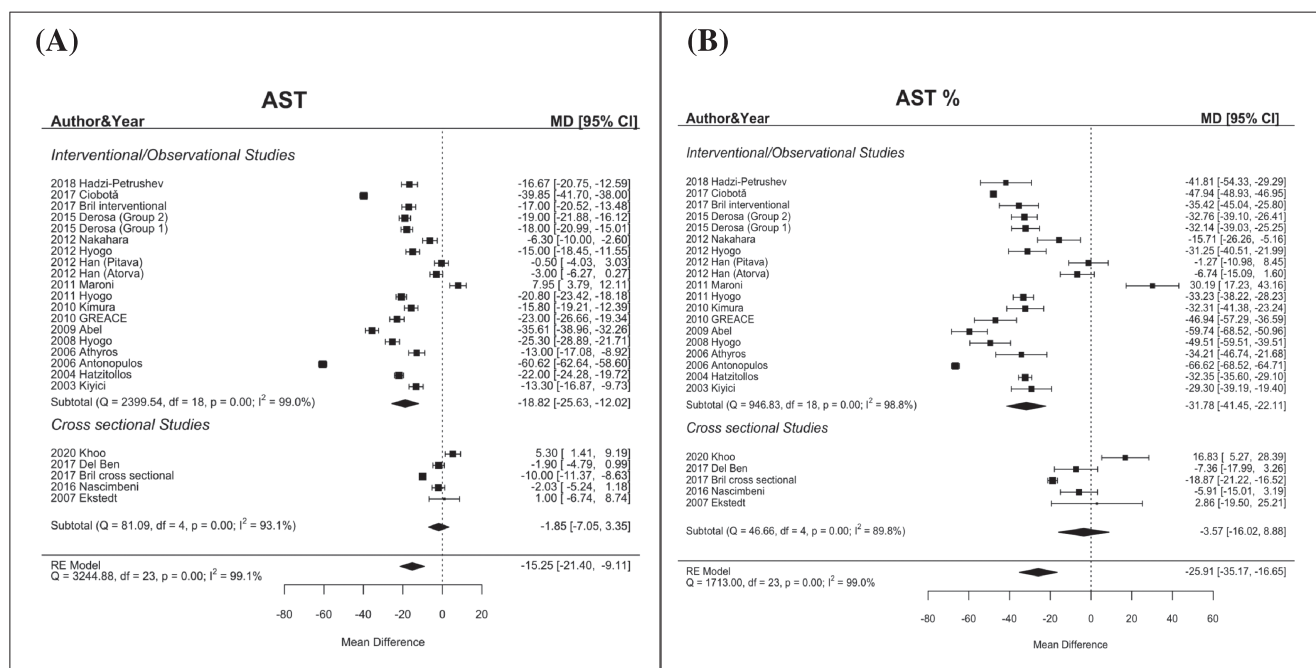 (A)
AST
Author&Year MD [95% CI]
Interventional/Observational Studies
2018 Hadzi-Petrushev -16.67 [-20.75, -12.59]
2017 Ciobotă -39.85 [-41.70, -38.00]
2017 Bril interventional -17.00 [-20.52, -13.48]
2015 Derosa (Group 2) -19.00 [-21.88, -16.12]
2015 Derosa (Group 1) -18.00 [-20.99, -15.01]
2012 Nakahara -6.30 [-10.00, -2.60]
2012 Hyogo -15.00 [-18.45, -11.55]
2012 Han (Pitava) -0.50 [ -4.03, 3.03]
2012 Han (Atorva) -3.00 [ -6.27, 0.27]
2011 Maroni 7.95 [ 3.79, 12.11]
2011 Hyogo -20.80 [-23.42, -18.18]
2010 Kimura -15.80 [-19.21, -12.39]
2010 GREACE -23.00 [-26.66, -19.34]
2009 Abel -35.61 [-38.96, -32.26]
2008 Hyogo -25.30 [-28.89, -21.71]
2006 Athyros -13.00 [-17.08, -8.92]
2006 Antonopulos -60.62 [-62.64, -58.60]
2004 Hatzitollos -22.00 [-24.28, -19.72]
2003 Kiyici -13.30 [-16.87, -9.73]
Subtotal (Q = 2399.54, df = 18, p = 0.00; I² = 99.0%) -18.82 [-25.63, -12.02]
Cross sectional Studies
2020 Khoo 5.30 [ 1.41, 9.19]
2017 Del Ben -1.90 [ -4.79, 0.99]
2017 Bril cross sectional -10.00 [-11.37, -8.63]
2016 Nascimbeni -2.03 [ -5.24, 1.18]
2007 Ekstedt 1.00 [ -6.74, 8.74]
Subtotal (Q = 81.09, df = 4, p = 0.00; I² = 93.1%) -1.85 [-7.05, 3.35]
RE Model -15.25 [-21.40, -9.11]
Q = 3244.88, df = 23, p = 0.00; I² = 99.1%
-80 -60 -40 -20 0 20
Mean Difference
(B)
AST %
Author&Year MD [95% CI]
Interventional/Observational Studies
2018 Hadzi-Petrushev -41.81 [-54.33, -29.29]
2017 Ciobotă -47.94 [-48.93, -46.95]
2017 Bril interventional -35.42 [-45.04, -25.80]
2015 Derosa (Group 2) -32.76 [-39.10, -26.41]
2015 Derosa (Group 1) -32.14 [-39.03, -25.25]
2012 Nakahara -15.71 [-26.26, -5.16]
2012 Hyogo -31.25 [-40.51, -21.99]
2012 Han (Pitava) -1.27 [-10.98, 8.45]
2012 Han (Atorva) -6.74 [-15.09, 1.60]
2011 Maroni 30.19 [ 17.23, 43.16]
2011 Hyogo -33.23 [-38.22, -28.23]
2010 Kimura -32.31 [-41.38, -23.24]
2010 GREACE -46.94 [-57.29, -36.59]
2009 Abel -59.74 [-68.52, -50.96]
2008 Hyogo -49.51 [-59.51, -39.51]
2006 Athyros -34.21 [-46.74, -21.68]
2006 Antonopulos -66.62 [-68.52, -64.71]
2004 Hatzitollos -32.35 [-35.60, -29.10]
2003 Kiyici -29.30 [-39.19, -19.40]
Subtotal (Q = 946.83, df = 18, p = 0.00; I² = 98.8%) -31.78 [-41.45, -22.11]
Cross sectional Studies
2020 Khoo 16.83 [ 5.27, 28.39]
2017 Del Ben -7.36 [-17.99, 3.26]
2017 Bril cross sectional -18.87 [-21.22, -16.52]
2016 Nascimbeni -5.91 [-15.01, 3.19]
2007 Ekstedt 2.86 [-19.50, 25.21]
Subtotal (Q = 46.66, df = 4, p = 0.00; I² = 89.8%) -3.57 [-16.02, 8.88]
RE Model -25.91 [-35.17, -16.65]
Q = 1713.00, df = 23, p = 0.00; I² = 99.0%
-80 -60 -40 -20 0 20 40 60
Mean Difference